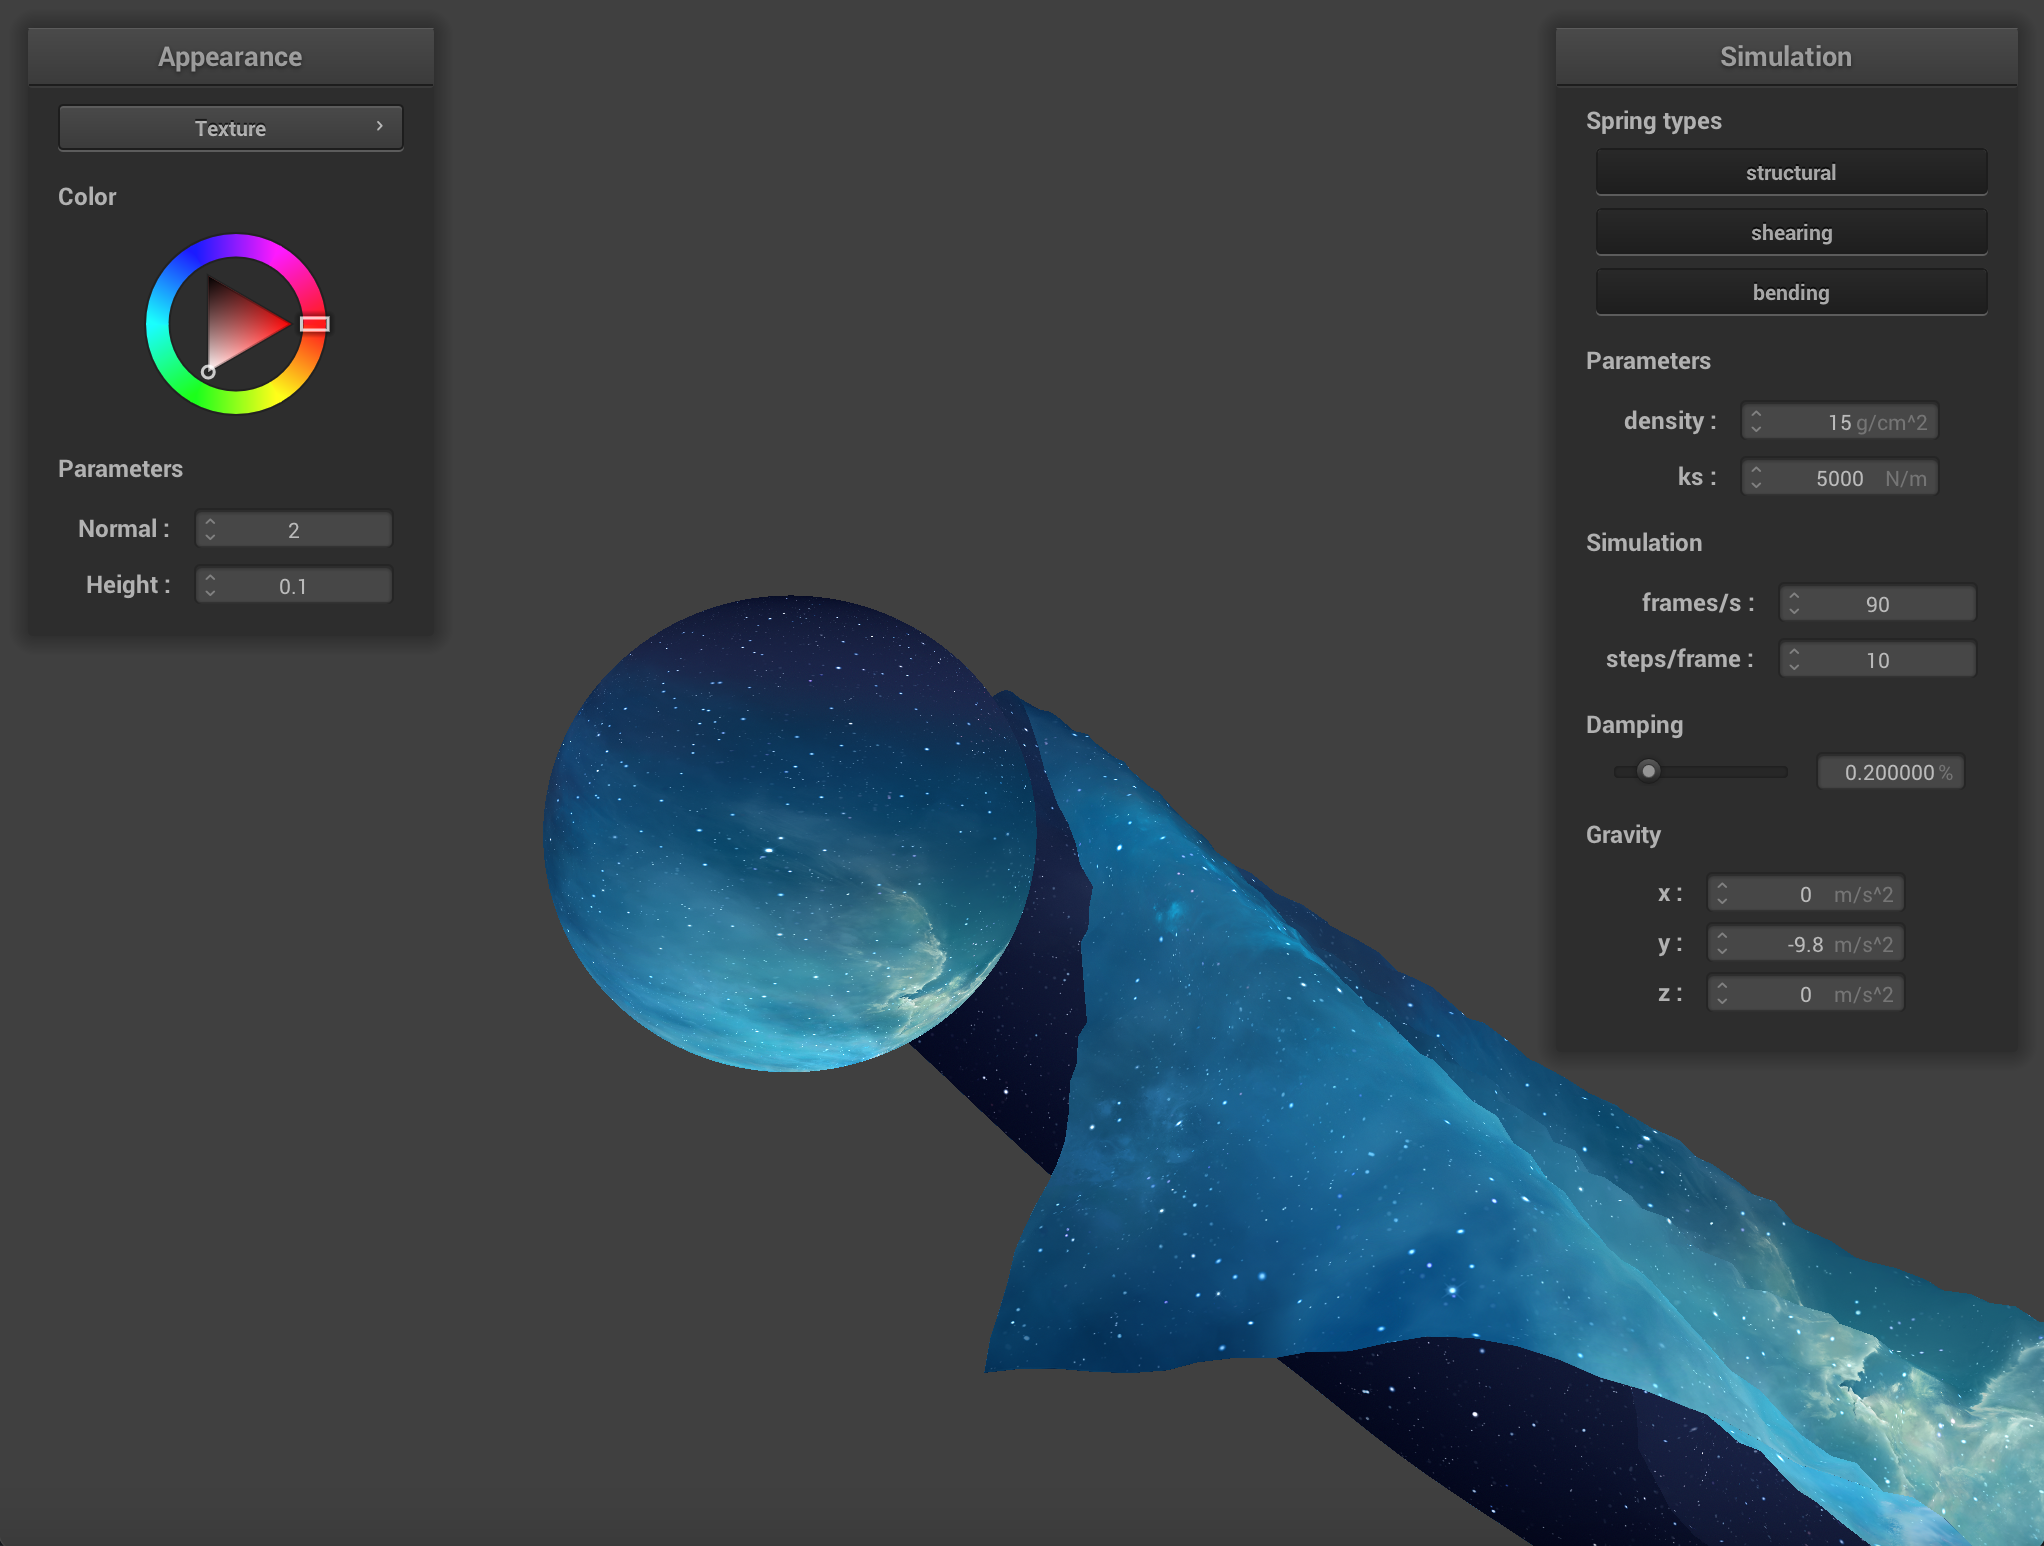 Appearance
Texture
Color
Parameters
Normal : 2
Height : 0.1
Simulation
Spring types
structural
shearing
bending
Parameters
density : 15 g/cm^2
ks : 5000 N/m
Simulation
frames/s : 90
steps/frame : 10
Damping
0.200000 %
Gravity
x : 0 m/s^2
y : -9.8 m/s^2
z : 0 m/s^2